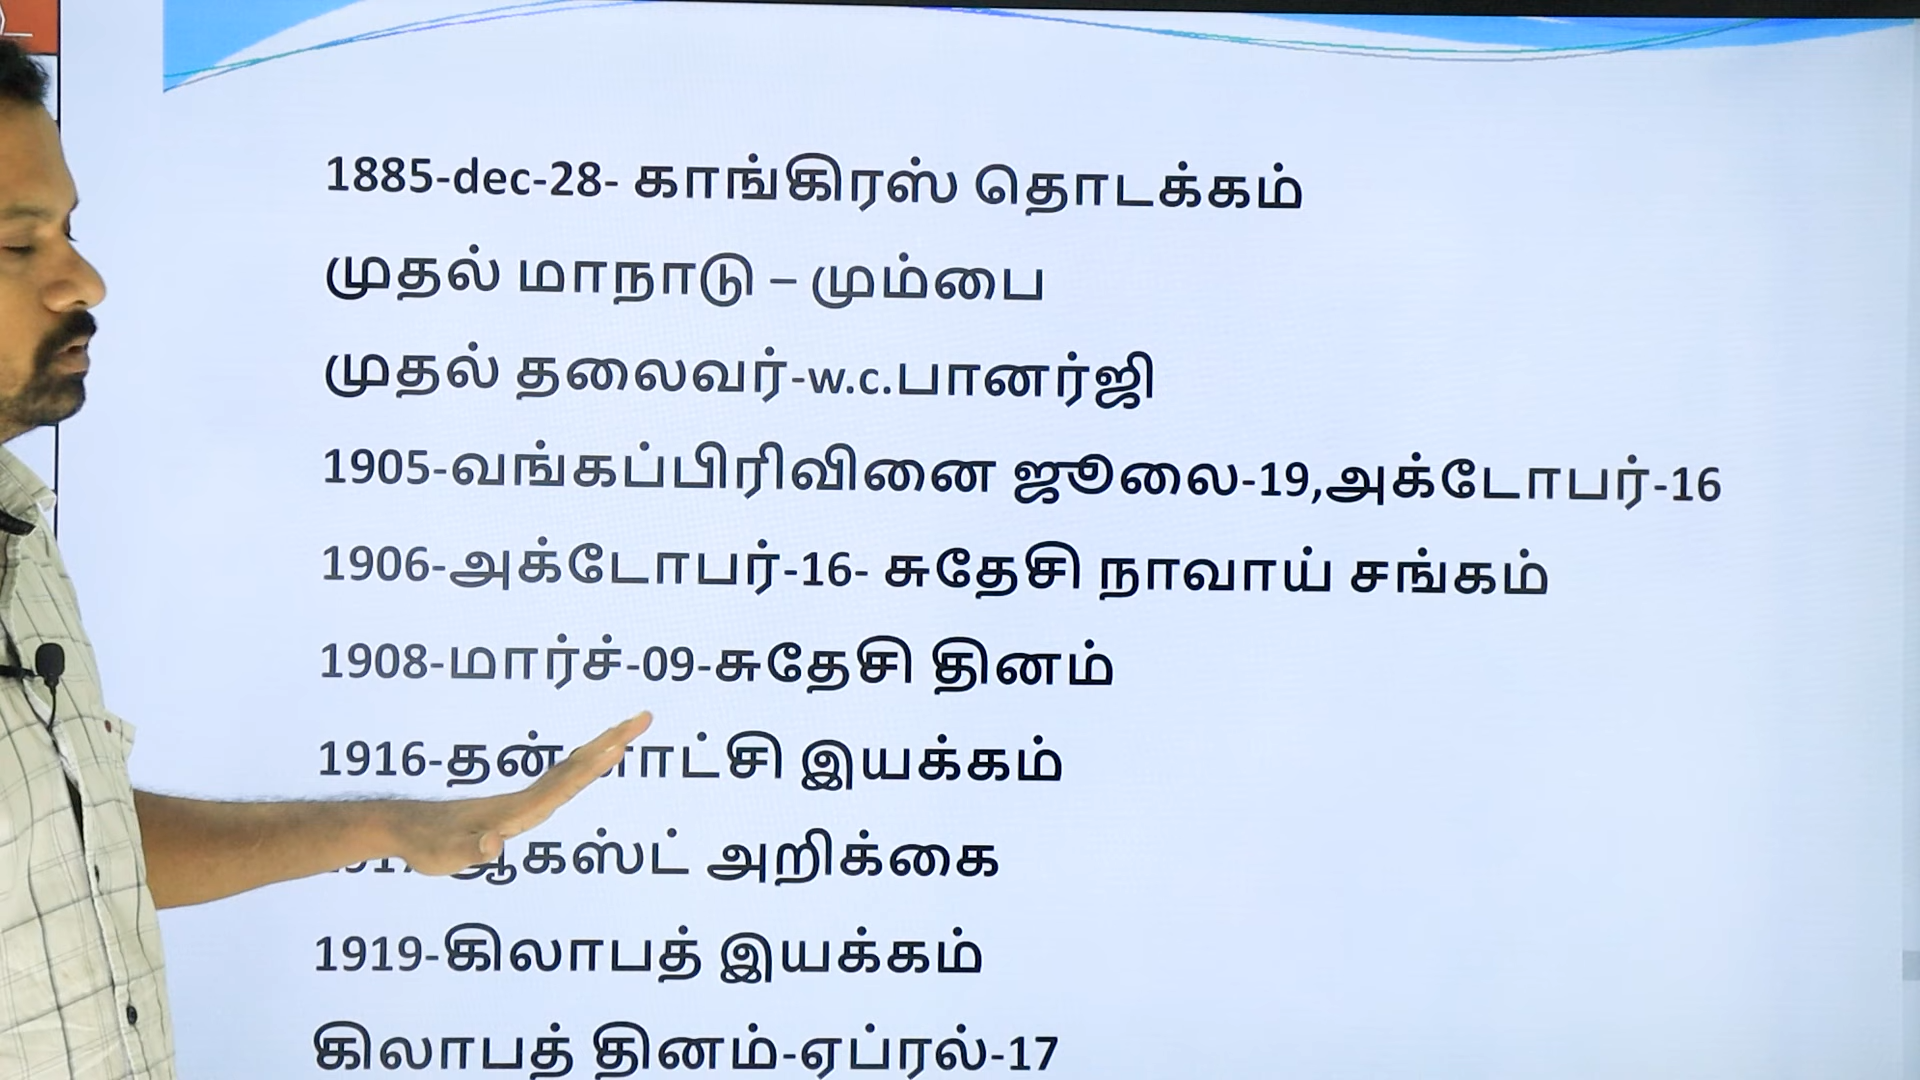 1885-dec-28- காங்கிரஸ் தொடக்கம்
முதல் மாநாடு – மும்பை
முதல் தலைவர்-w.c.பானர்ஜி
1905-வங்கப்பிரிவினை ஜூலை-19,அக்டோபர்-16
1906-அக்டோபர்-16- சுதேசி நாவாய் சங்கம்
1908-மார்ச்-09-சுதேசி தினம்
1916-தன்னாட்சி இயக்கம்
ஆகஸ்ட் அறிக்கை
1919-கிலாபத் இயக்கம்
கிலாபத் தினம்-ஏப்ரல்-17